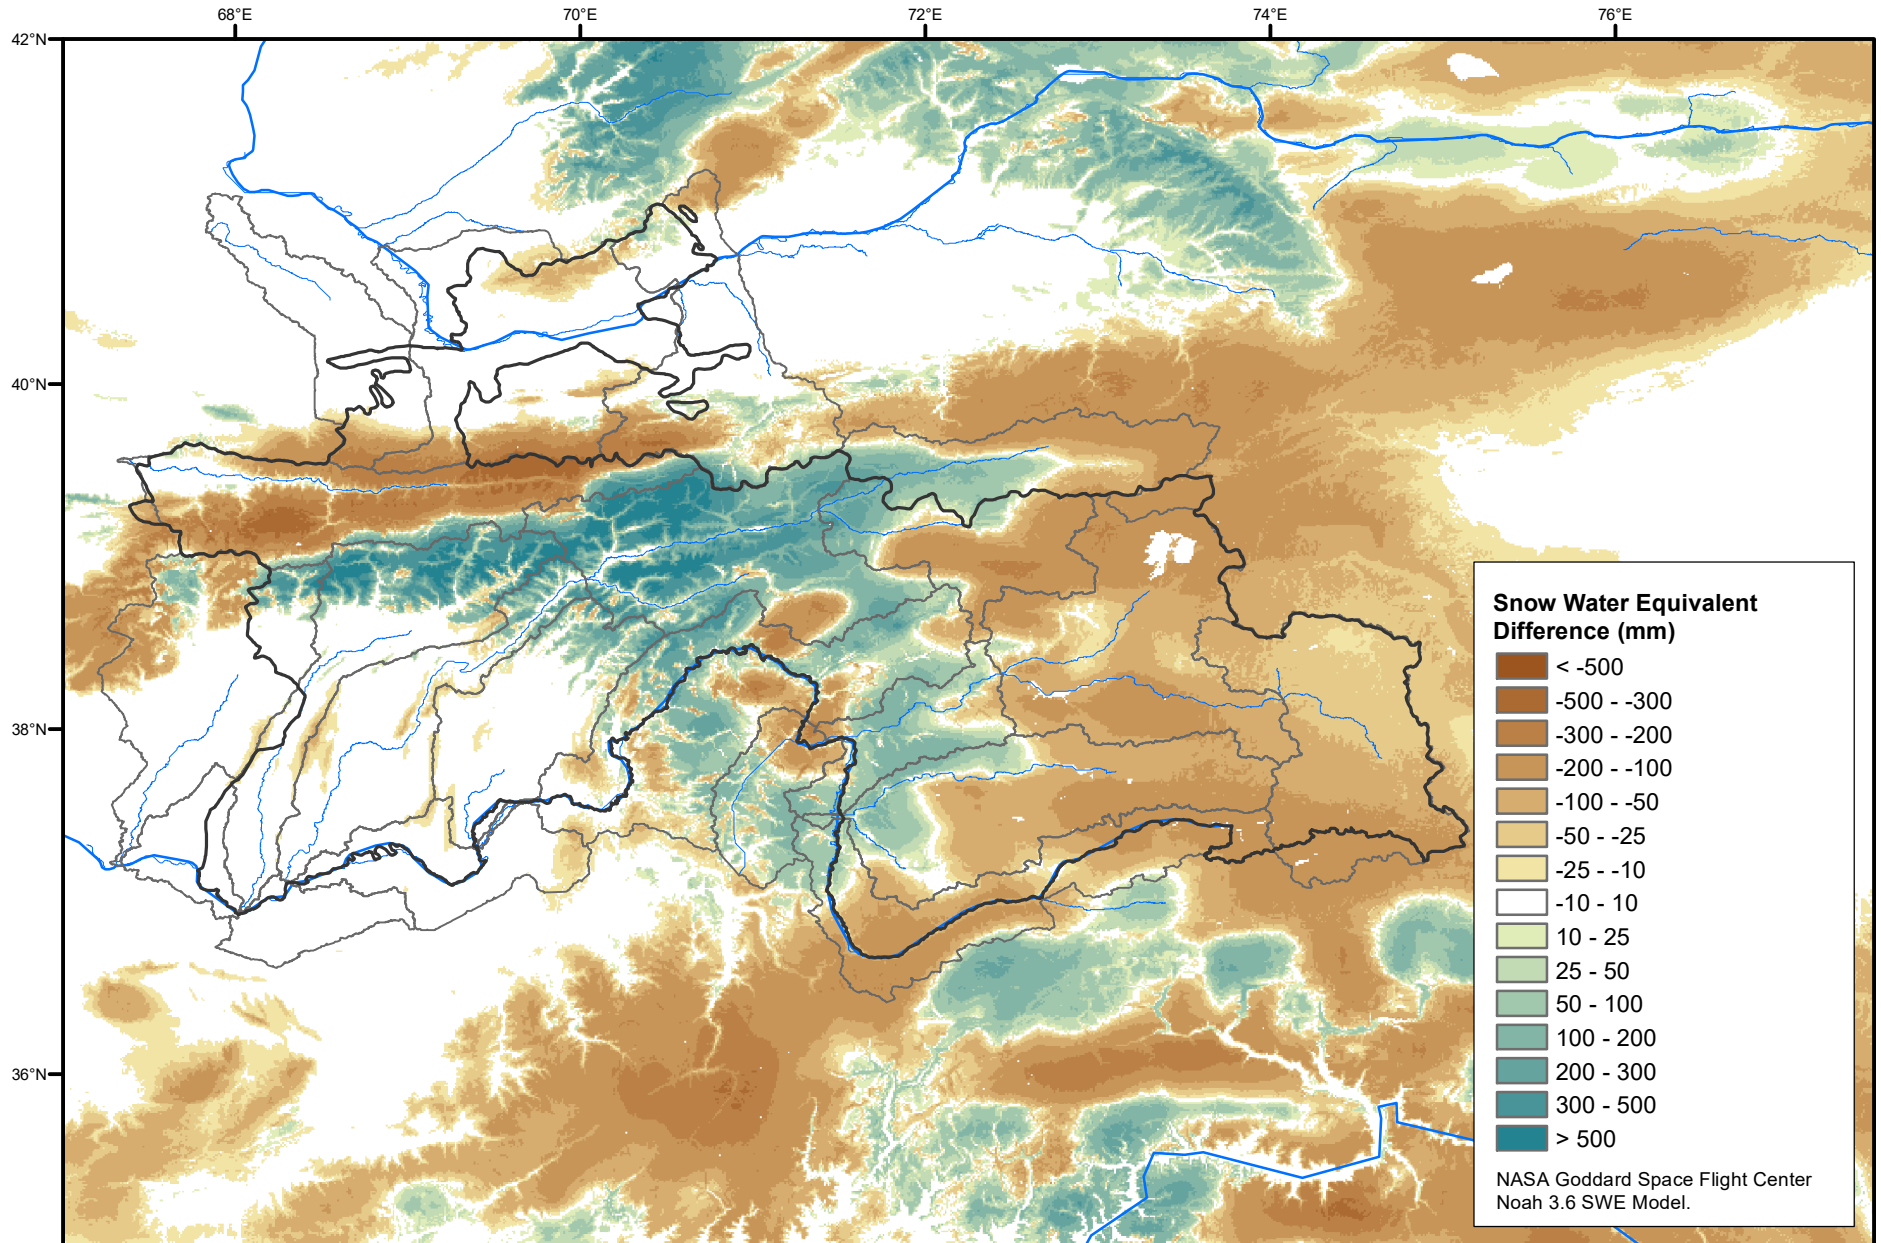 68°E 70°E 72°E 74°E 76°E
42°N
40°N
38°N
36°N
Snow Water Equivalent
Difference (mm)
< -500
-500 - -300
-300 - -200
-200 - -100
-100 - -50
-50 - -25
-25 - -10
-10 - 10
10 - 25
25 - 50
50 - 100
100 - 200
200 - 300
300 - 500
> 500
NASA Goddard Space Flight Center
Noah 3.6 SWE Model.